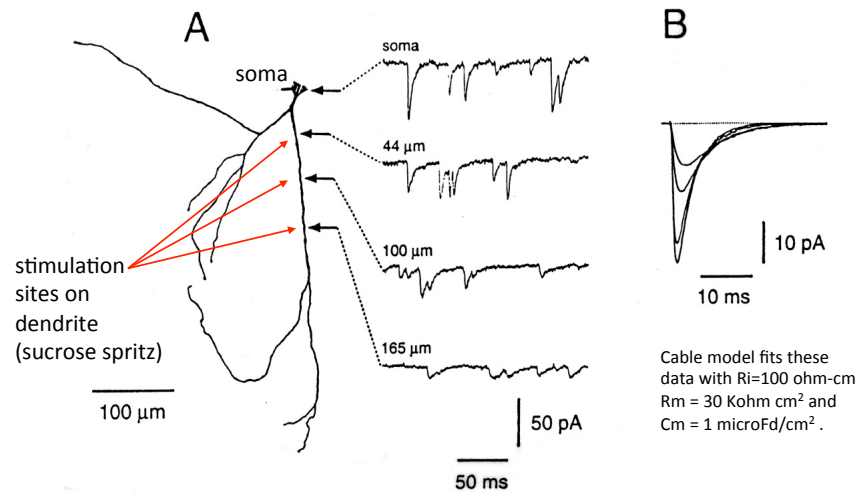 A
B
soma
soma
44 μm
100 μm
165 μm
stimulation
sites on
dendrite
(sucrose spritz)
100 μm
50 pA
50 ms
10 pA
10 ms
Cable model fits these
data with Ri=100 ohm-cm
Rm = 30 Kohm cm² and
Cm = 1 microFd/cm² .